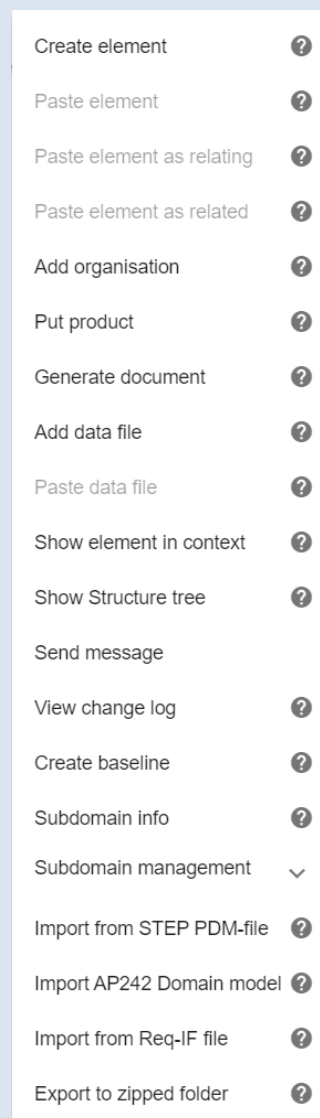 Create element
Paste element
Paste element as relating
Paste element as related
Add organisation
Put product
Generate document
Add data file
Paste data file
Show element in context
Show Structure tree
Send message
View change log
Create baseline
Subdomain info
Subdomain management
Import from STEP PDM-file
Import AP242 Domain model
Import from Req-IF file
Export to zipped folder